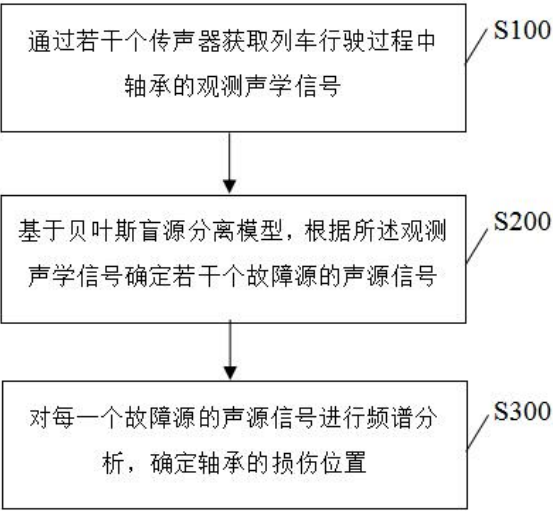 通过若干个传声器获取列车行驶过程中
轴承的观测声学信号
S100
基于贝叶斯盲源分离模型，根据所述观测
声学信号确定若干个故障源的声源信号
S200
对每一个故障源的声源信号进行频谱分
析，确定轴承的损伤位置
S300